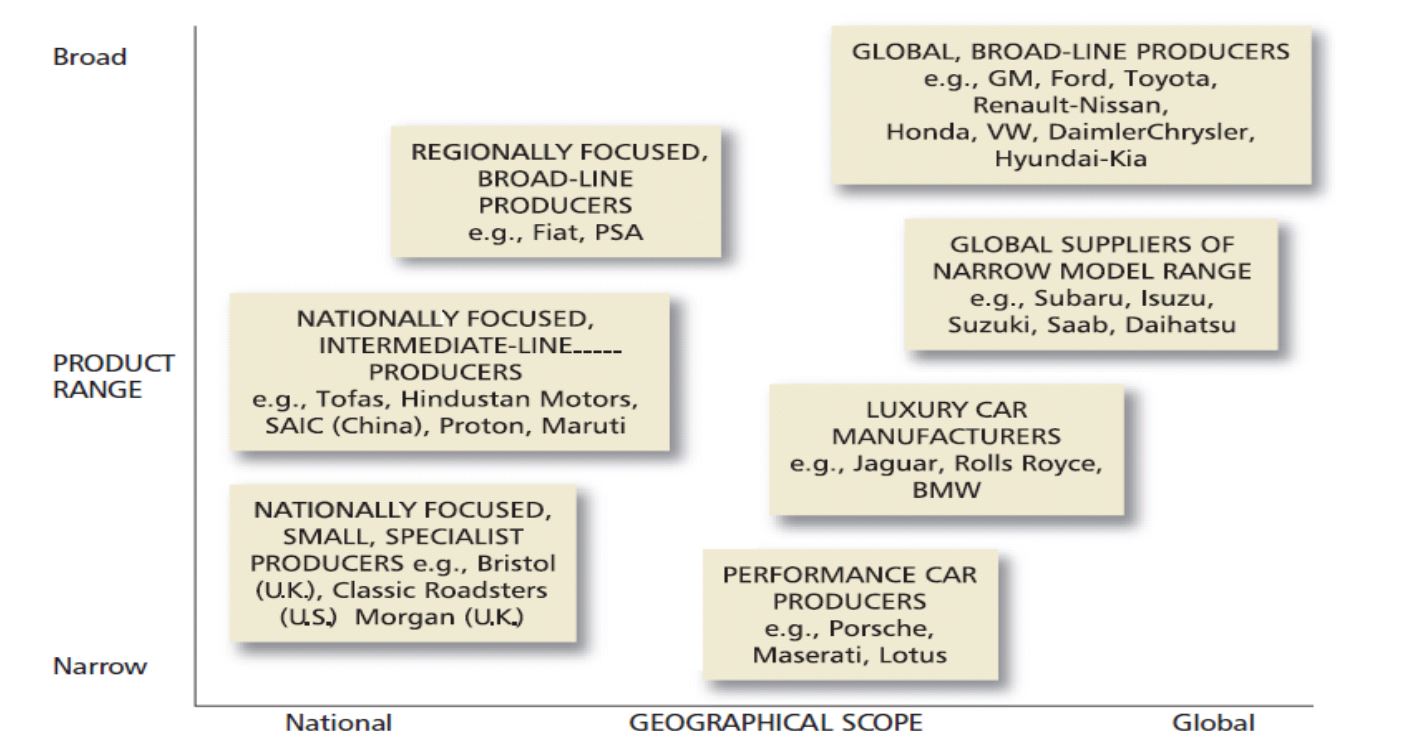 Broad
GLOBAL, BROAD-LINE PRODUCERS
e.g., GM, Ford, Toyota,
Renault-Nissan,
Honda, VW, DaimlerChrysler,
Hyundai-Kia
REGIONALLY FOCUSED,
BROAD-LINE
PRODUCERS
e.g., Fiat, PSA
GLOBAL SUPPLIERS OF
NARROW MODEL RANGE
e.g., Subaru, Isuzu,
Suzuki, Saab, Daihatsu
PRODUCT
RANGE
NATIONALLY FOCUSED,
INTERMEDIATE-LINE-----
PRODUCERS
e.g., Tofas, Hindustan Motors,
SAIC (China), Proton, Maruti
LUXURY CAR
MANUFACTURERS
e.g., Jaguar, Rolls Royce,
BMW
NATIONALLY FOCUSED,
SMALL, SPECIALIST
PRODUCERS e.g., Bristol
(U.K.), Classic Roadsters
(U.S.) Morgan (U.K.)
PERFORMANCE CAR
PRODUCERS
e.g., Porsche,
Maserati, Lotus
Narrow
National
GEOGRAPHICAL SCOPE
Global